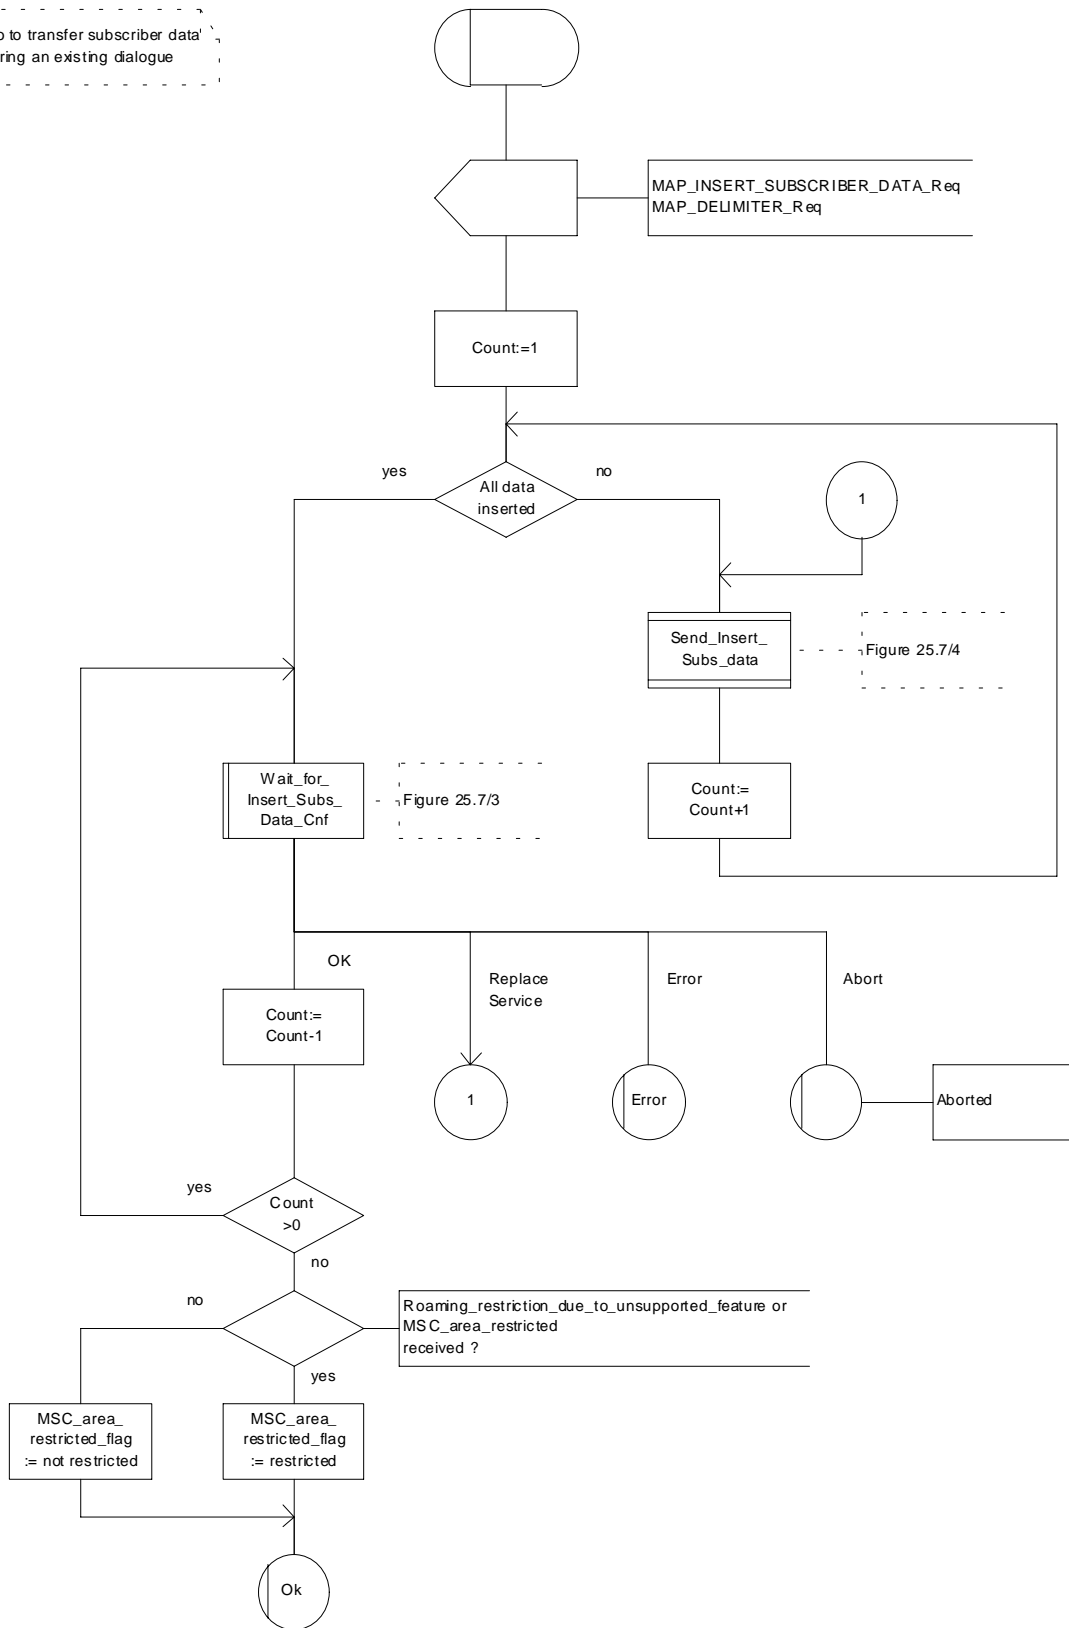 to transfer subscriber data
an existing dialogue
MAP_INSERT_SUBSCRIBER_DATA_Req
MAP_DELIMITER_Req
Count:=1
yes
no
All data
inserted
1
Send_Insert_
Subs_data
Figure 25.7/4
Wait_for_
Insert_Subs_
Data_Cnf
Figure 25.7/3
Count:=
Count+1
OK
Replace
Service
Error
Abort
Count:=
Count-1
1
Error
Aborted
yes
Count
>0
no
no
Roaming_restriction_due_to_unsupported_feature or
MSC_area_restricted
received ?
yes
MSC_area_
restricted_flag
:= not restricted
MSC_area_
restricted_flag
:= restricted
Ok